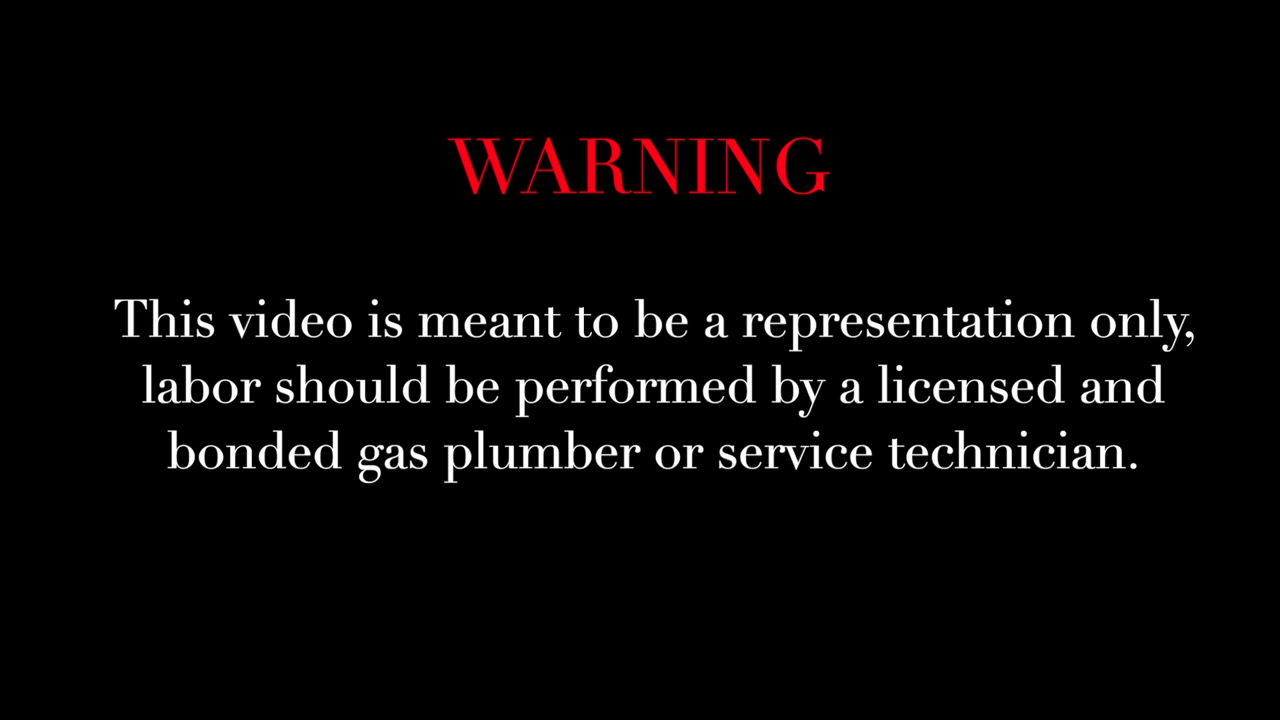 WARNING
This video is meant to be a representation only,
labor should be performed by a licensed and
bonded gas plumber or service technician.